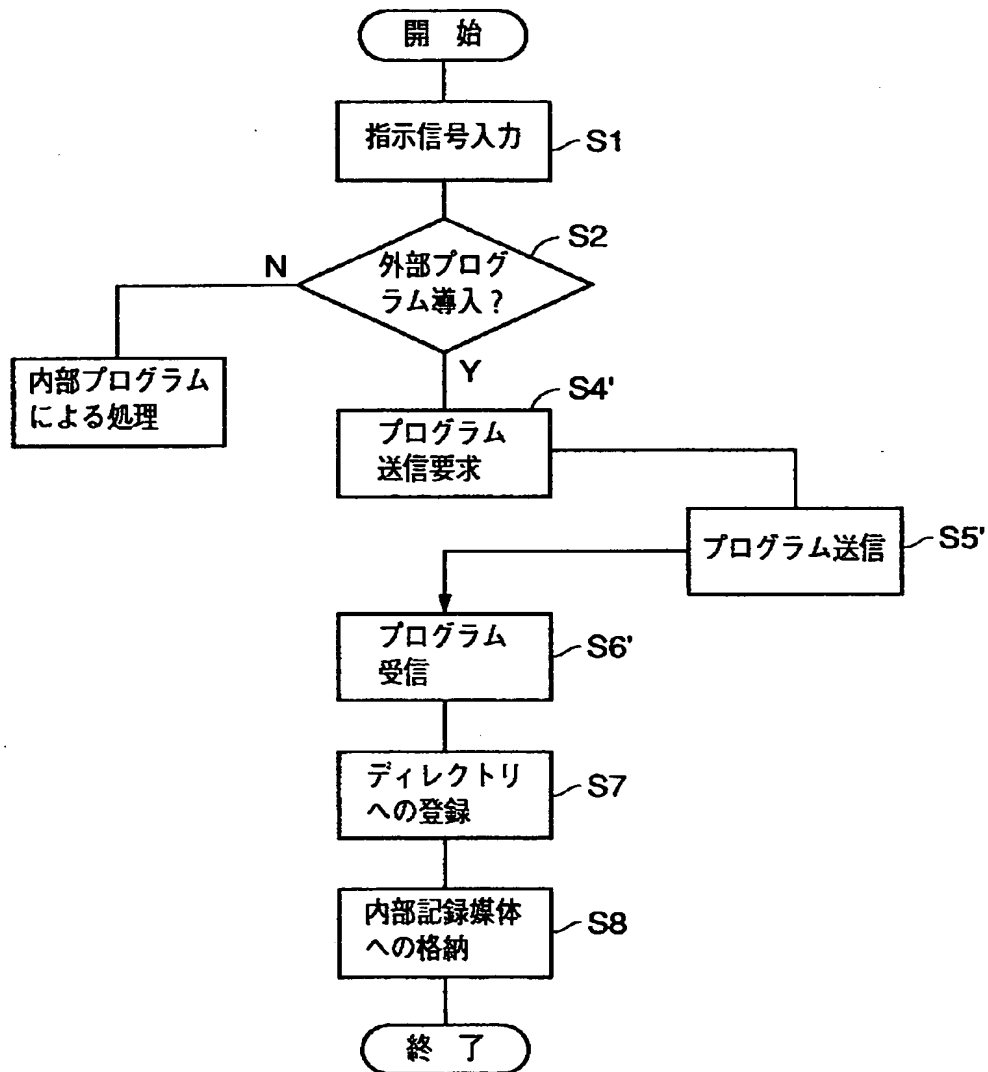 開 始
指示信号入力
S1
S2
外部プログ
ラム導入?
N
Y
内部プログラム
による処理
S4'
プログラム
送信要求
プログラム送信
S5'
プログラム
受信
S6'
ディレクトリ
への登録
S7
内部記録媒体
への格納
S8
終 了